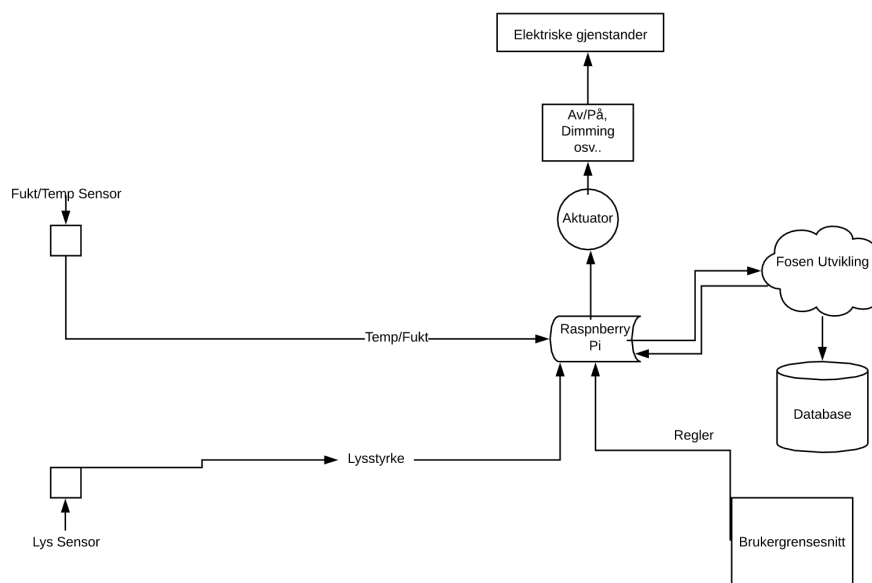 Elektriske gjenstander
Av/På,
Dimming
osv..
Fukt/Temp Sensor
Aktuator
Fosen Utvikling
Raspnberry
Pi
Temp/Fukt
Database
Regler
Lysstyrke
Lys Sensor
Brukergrensesnitt